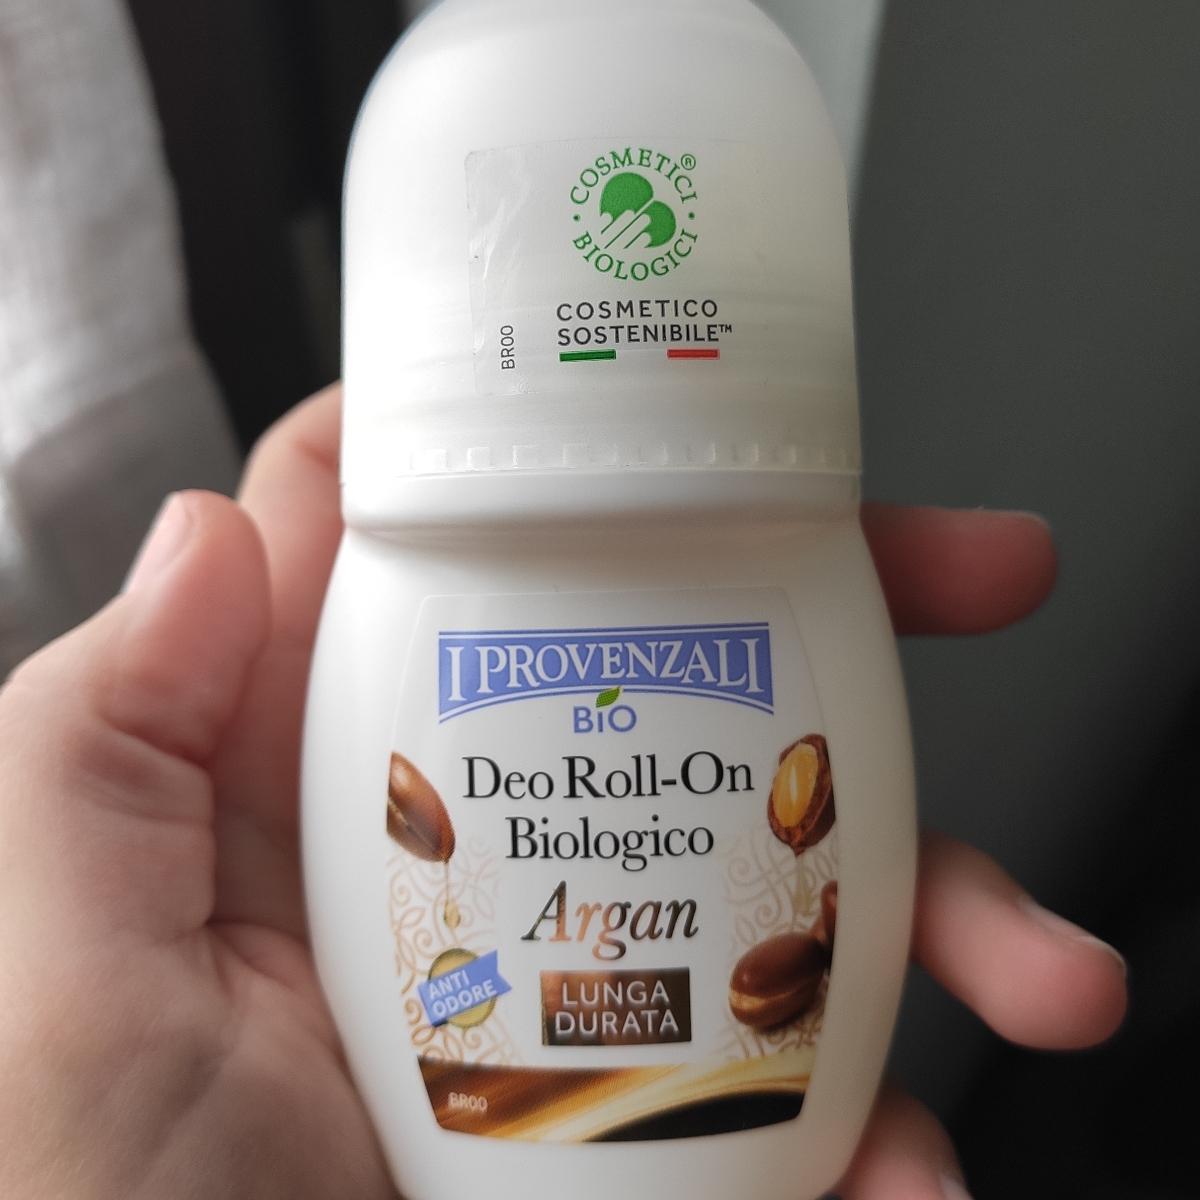 COSMETICI®
BIOLOGICI
COSMETICO
SOSTENIBILE™
BR00
I PROVENZALI
BiO
Deo Roll-On
Biologico
Argan
ANTI
ODORE
LUNGA
DURATA
BR00